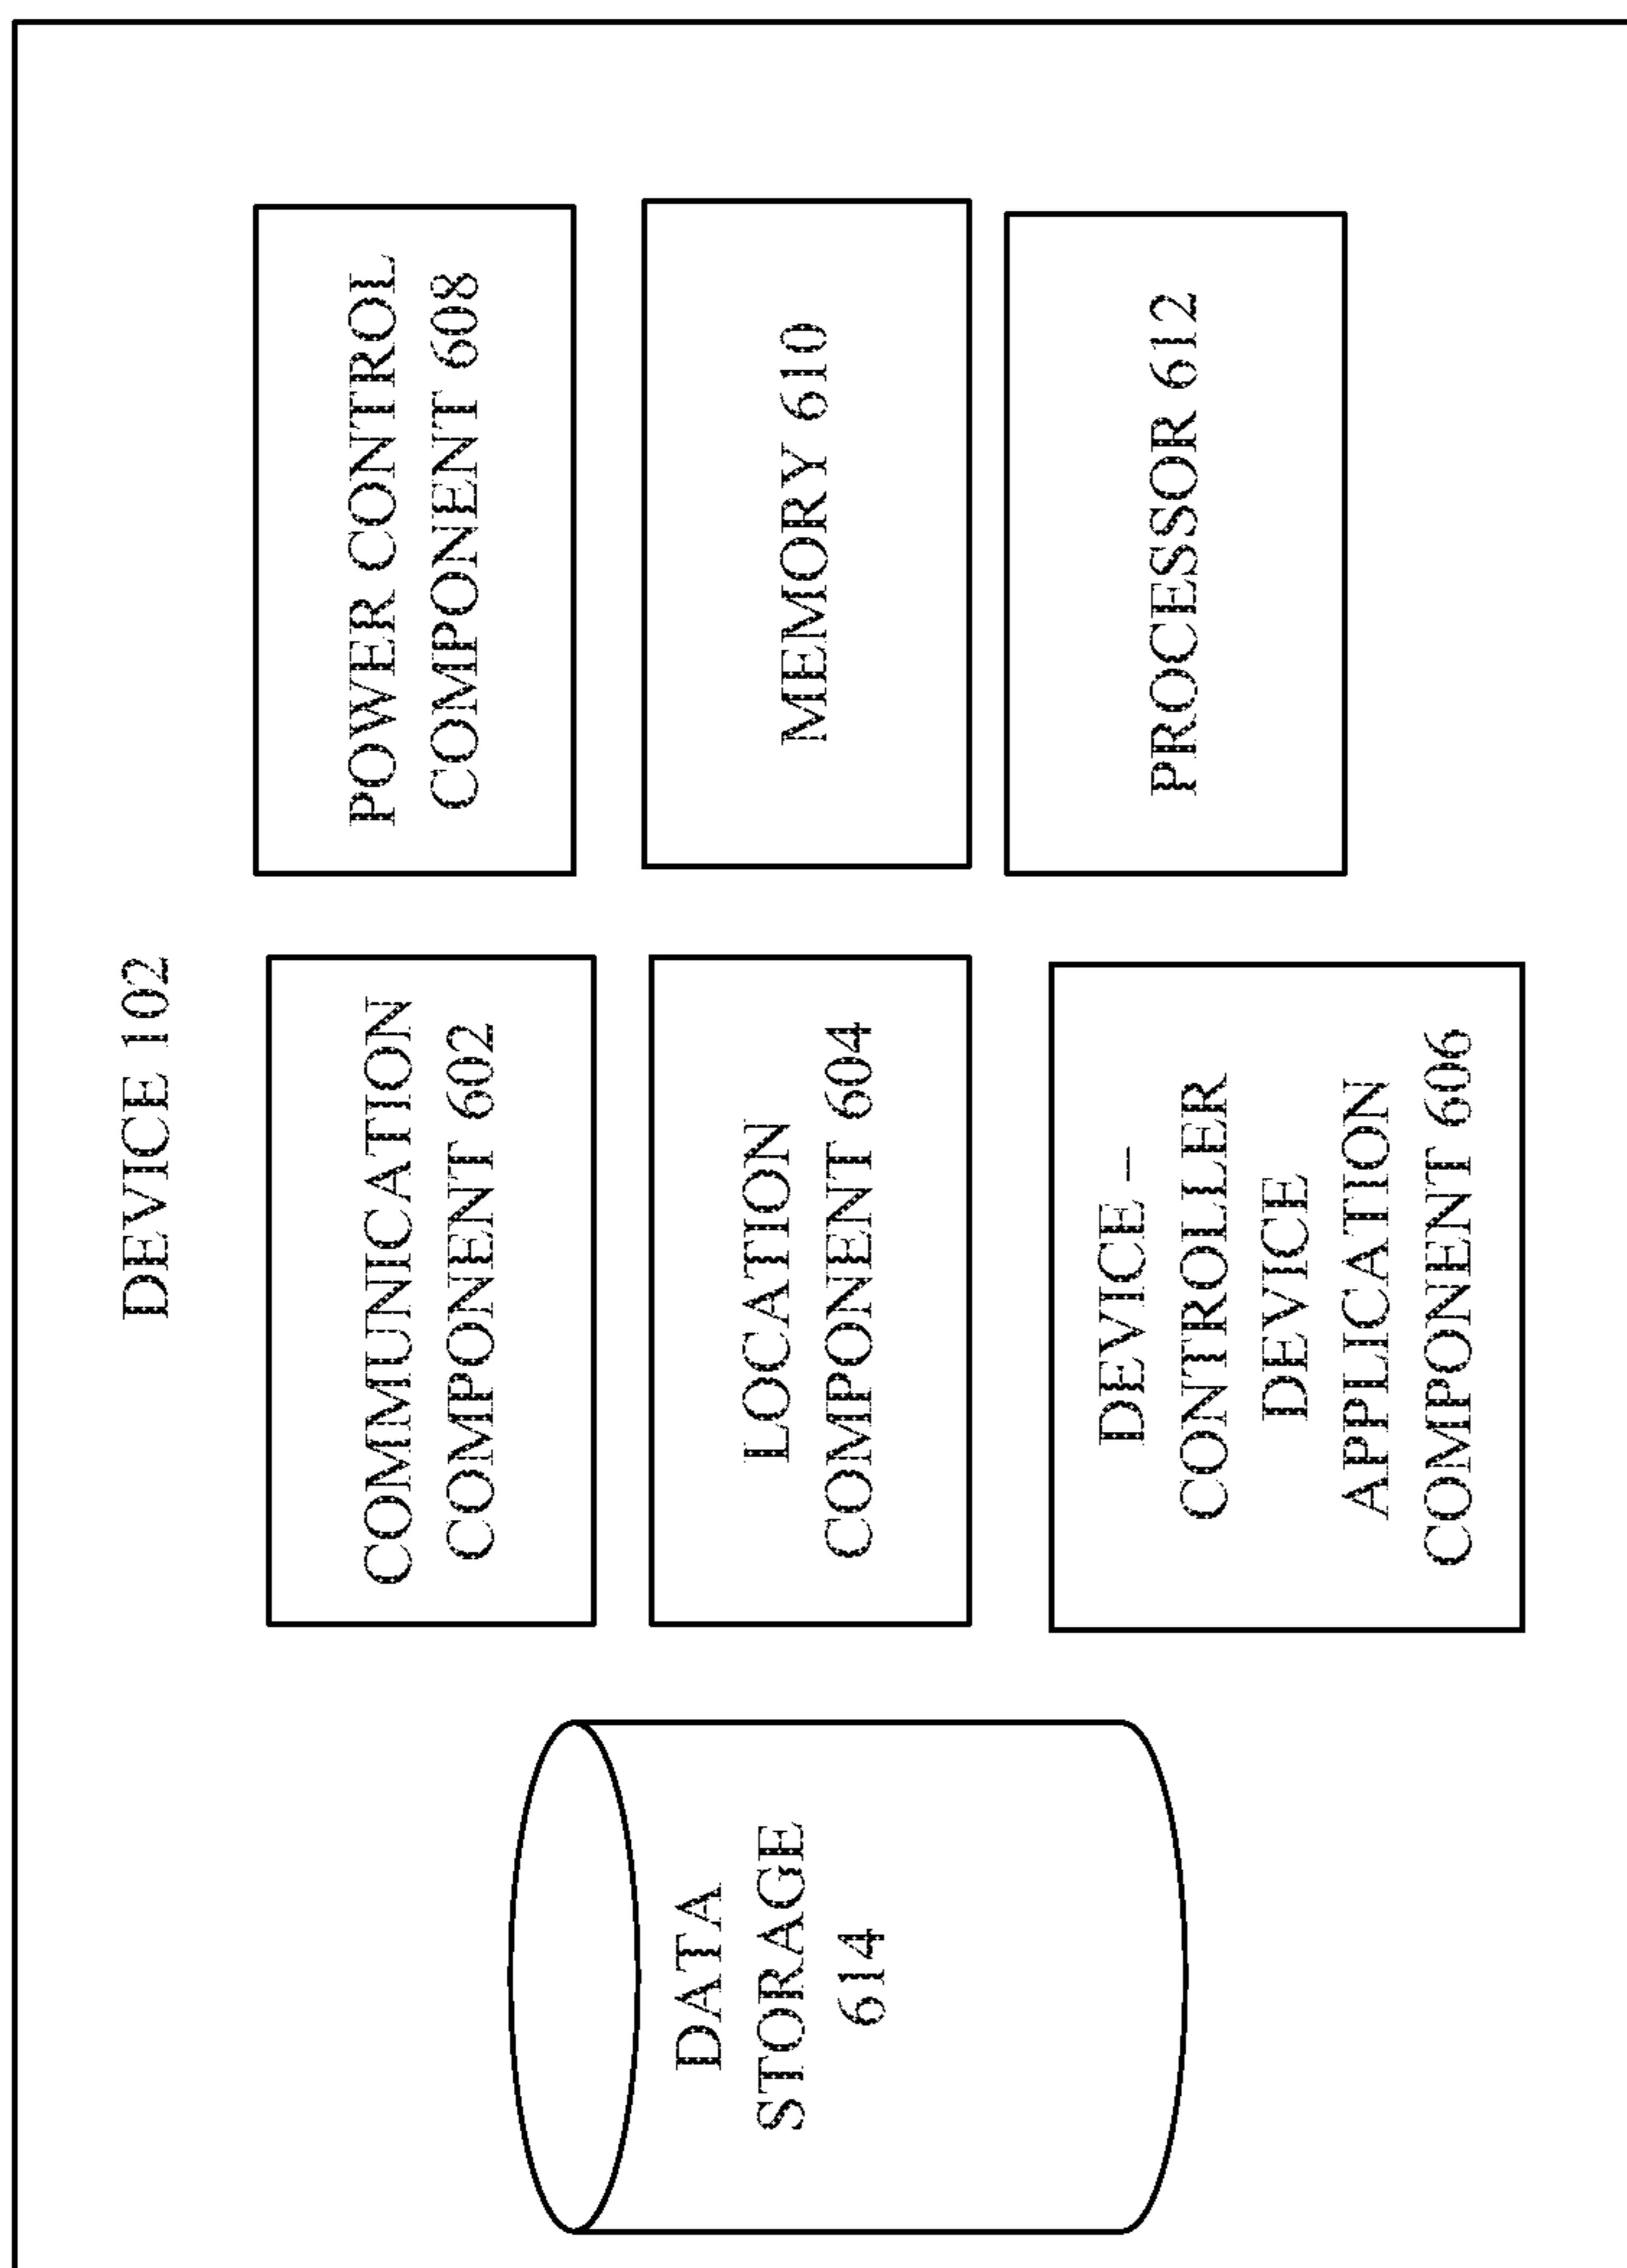 DEVICE 102
DATA
STORAGE
614
COMMUNICATION
COMPONENT 602
LOCATION
COMPONENT 604
DEVICE –
CONTROLLER
DEVICE
APPLICATION
COMPONENT 606
POWER CONTROL
COMPONENT 608
MEMORY 610
PROCESSOR 612